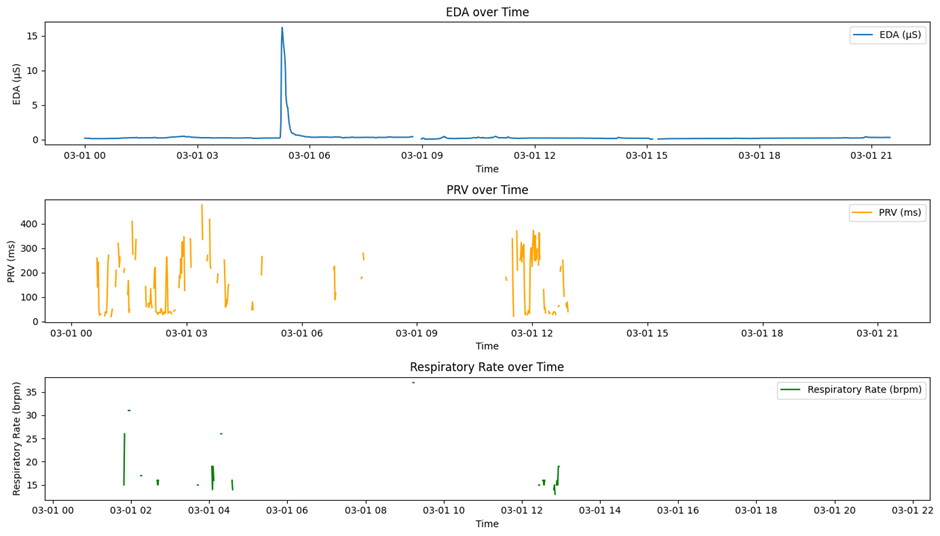 EDA over Time
EDA (µS)
15
10
5
0
EDA (µS)
03-01 00 03-01 03 03-01 06 03-01 09 03-01 12 03-01 15 03-01 18 03-01 21
Time
PRV over Time
PRV (ms)
400
300
200
100
0
PRV (ms)
03-01 00 03-01 03 03-01 06 03-01 09 03-01 12 03-01 15 03-01 18 03-01 21
Time
Respiratory Rate over Time
Respiratory Rate (brpm)
35
30
25
20
15
Respiratory Rate (brpm)
03-01 00 03-01 02 03-01 04 03-01 06 03-01 08 03-01 10 03-01 12 03-01 14 03-01 16 03-01 18 03-01 20 03-01 22
Time